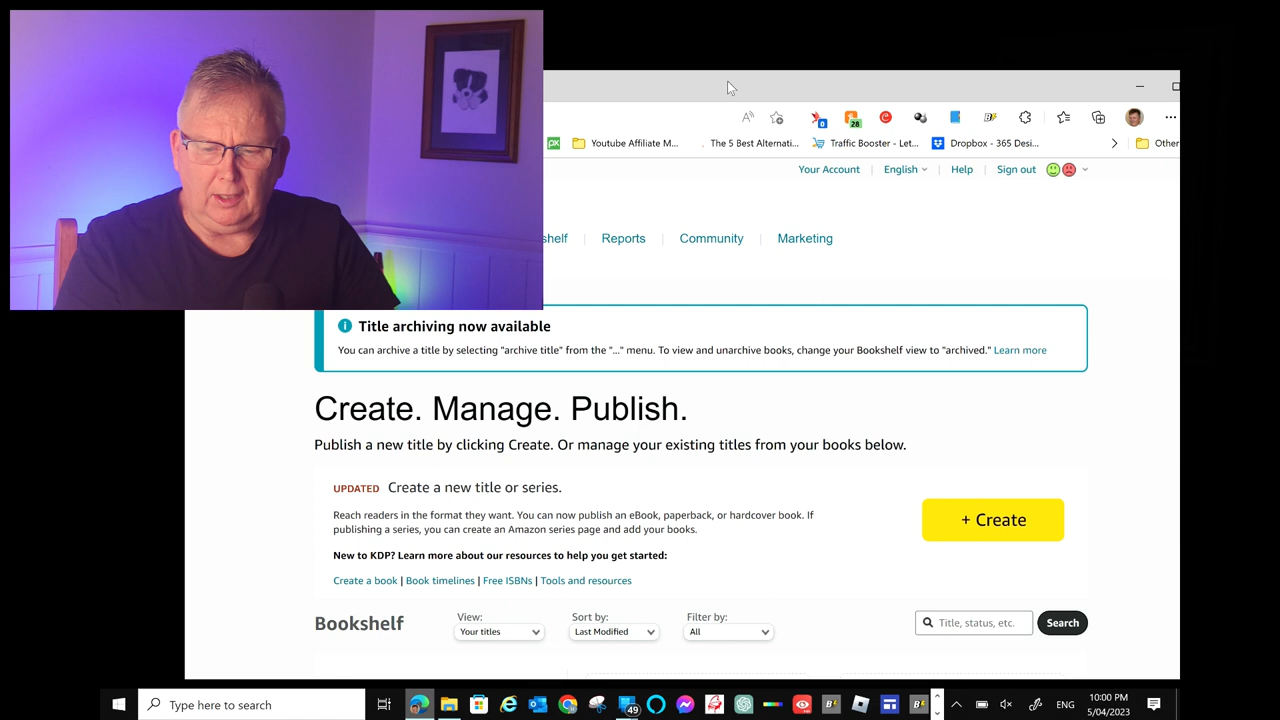 PX
Youtube Affiliate M...
The 5 Best Alternati...
Traffic Booster - Let...
Dropbox - 365 Desi...
Other
0
28
Your Account
English
Help
Sign out
shelf
Reports
Community
Marketing
Title archiving now available
You can archive a title by selecting "archive title" from the "..." menu. To view and unarchive books, change your Bookshelf view to "archived." Learn more
Create. Manage. Publish.
Publish a new title by clicking Create. Or manage your existing titles from your books below.
UPDATED Create a new title or series.
Reach readers in the format they want. You can now publish an eBook, paperback, or hardcover book. If
publishing a series, you can create an Amazon series page and add your books.
+ Create
New to KDP? Learn more about our resources to help you get started:
Create a book | Book timelines | Free ISBNs | Tools and resources
Bookshelf
View:
Your titles
Sort by:
Last Modified
Filter by:
All
Title, status, etc.
Search
Type here to search
49
ENG
10:00 PM
5/04/2023